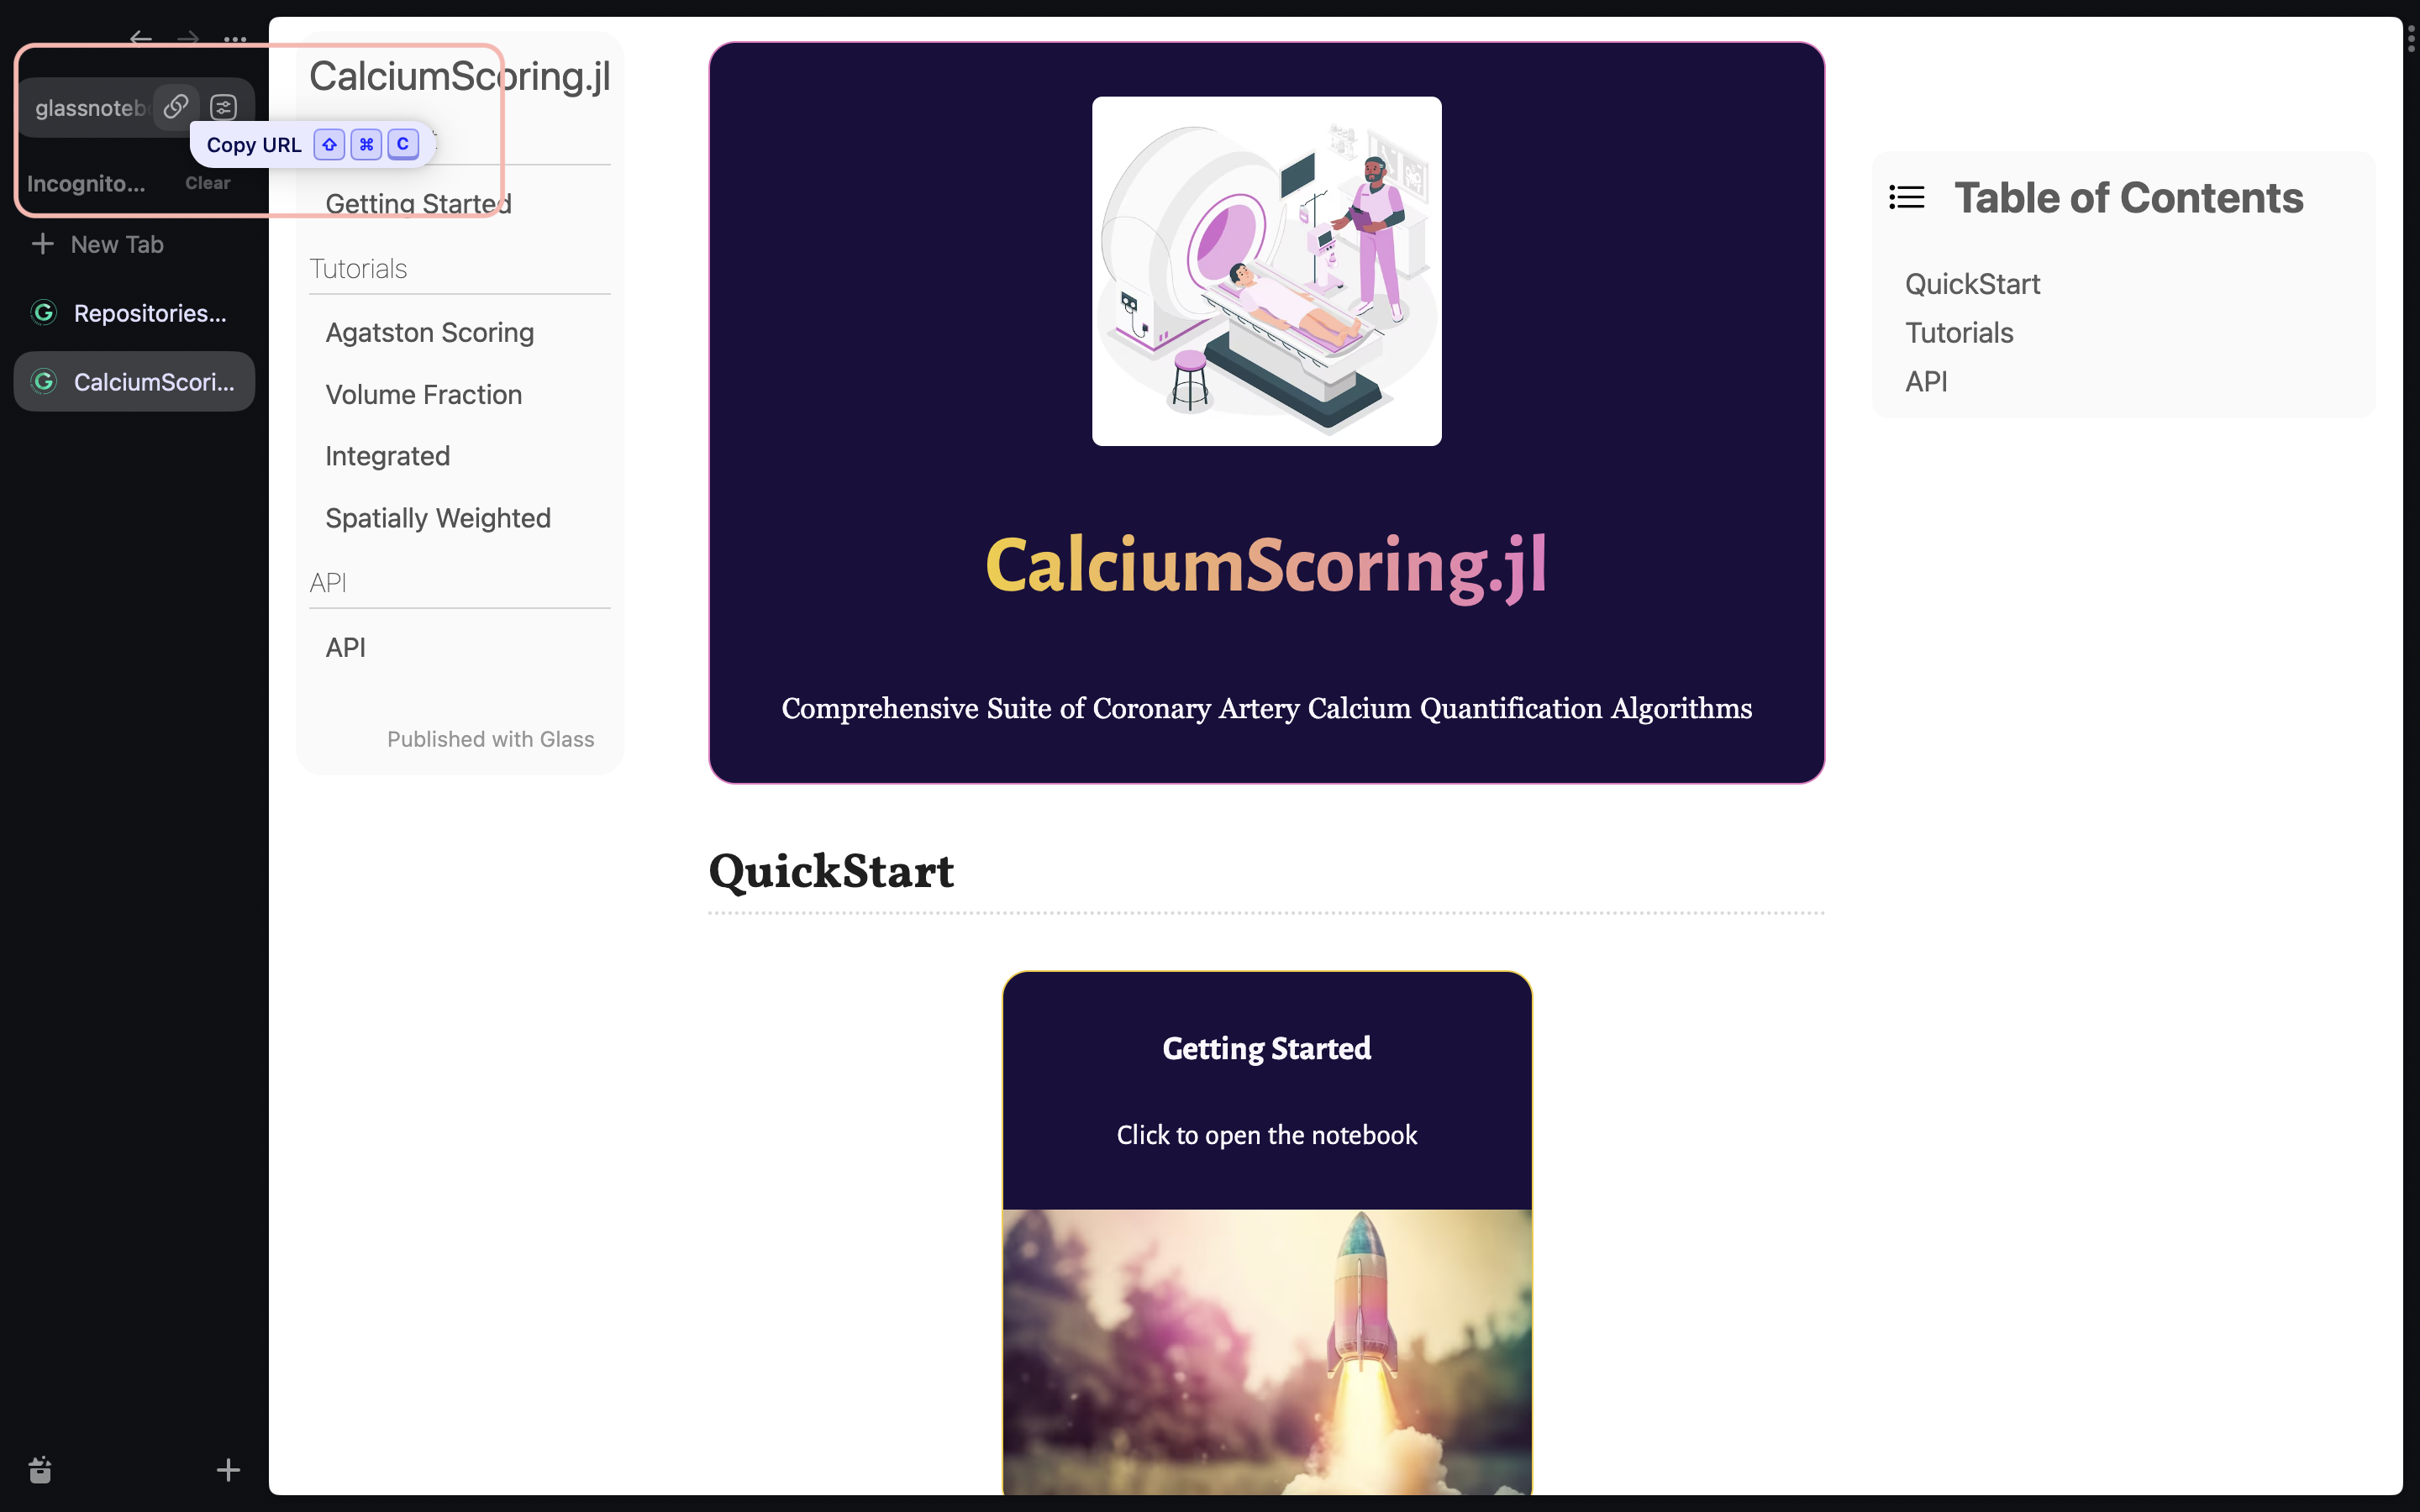 glassnoteb
Copy URL ⇧ ⌘ C
Incognito... Clear
New Tab
Repositories...
CalciumScori...
CalciumScoring.jl
Getting Started
Tutorials
Agatston Scoring
Volume Fraction
Integrated
Spatially Weighted
API
API
Published with Glass
CalciumScoring.jl
Comprehensive Suite of Coronary Artery Calcium Quantification Algorithms
QuickStart
Getting Started
Click to open the notebook
Table of Contents
QuickStart
Tutorials
API